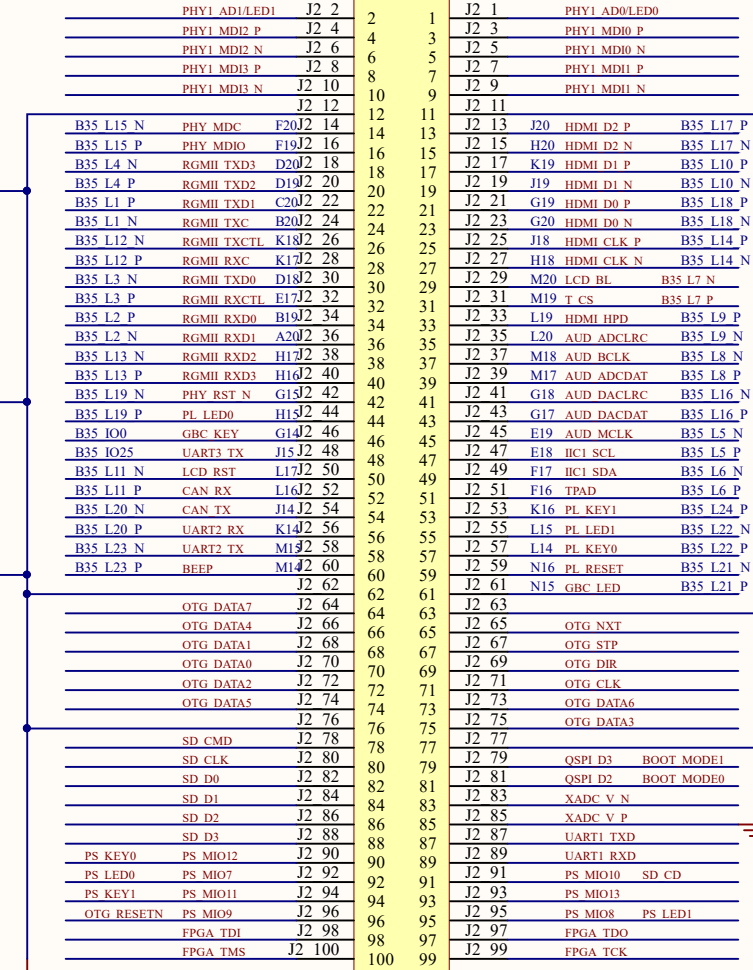 PHY1 AD1/LED1 J2 2 2 1 J2 1 PHY1 AD0/LED0
PHY1 MDI2 P J2 4 4 3 J2 3 PHY1 MDI0 P
PHY1 MDI2 N J2 6 6 5 J2 5 PHY1 MDI0 N
PHY1 MDI3 P J2 8 8 7 J2 7 PHY1 MDI1 P
PHY1 MDI3 N J2 10 10 9 J2 9 PHY1 MDI1 N
J2 12 12 11 J2 11
B35 L15 N PHY MDC F20 J2 14 14 13 J2 13 J20 HDMI D2 P B35 L17 P
B35 L15 P PHY MDIO F19 J2 16 16 15 J2 15 H20 HDMI D2 N B35 L17 N
B35 L4 N RGMII TXD3 D20 J2 18 18 17 J2 17 K19 HDMI D1 P B35 L10 P
B35 L4 P RGMII TXD2 D19 J2 20 20 19 J2 19 J19 HDMI D1 N B35 L10 N
B35 L1 P RGMII TXD1 C20 J2 22 22 21 J2 21 G19 HDMI D0 P B35 L18 P
B35 L1 N RGMII TXC B20 J2 24 24 23 J2 23 G20 HDMI D0 N B35 L18 N
B35 L12 N RGMII TXCTL K18 J2 26 26 25 J2 25 J18 HDMI CLK P B35 L14 P
B35 L12 P RGMII RXC K17 J2 28 28 27 J2 27 H18 HDMI CLK N B35 L14 N
B35 L3 N RGMII TXD0 D18 J2 30 30 29 J2 29 M20 LCD BL B35 L7 N
B35 L3 P RGMII RXCTL E17 J2 32 32 31 J2 31 M19 T CS B35 L7 P
B35 L2 P RGMII RXD0 B19 J2 34 34 33 J2 33 L19 HDMI HPD B35 L9 P
B35 L2 N RGMII RXD1 A20 J2 36 36 35 J2 35 L20 AUD ADCLRC B35 L9 N
B35 L13 N RGMII RXD2 H17 J2 38 38 37 J2 37 M18 AUD BCLK B35 L8 N
B35 L13 P RGMII RXD3 H16 J2 40 40 39 J2 39 M17 AUD ADCDAT B35 L8 P
B35 L19 N PHY RST N G15 J2 42 42 41 J2 41 G18 AUD DACLRC B35 L16 N
B35 L19 P PL LED0 H15 J2 44 44 43 J2 43 G17 AUD DACDAT B35 L16 P
B35 IO0 GBC KEY G14 J2 46 46 45 J2 45 E19 AUD MCLK B35 L5 N
B35 IO25 UART3 TX J15 J2 48 48 47 J2 47 E18 IIC1 SCL B35 L5 P
B35 L11 N LCD RST L17 J2 50 50 49 J2 49 F17 IIC1 SDA B35 L6 N
B35 L11 P CAN RX L16 J2 52 52 51 J2 51 F16 TPAD B35 L6 P
B35 L20 N CAN TX J14 J2 54 54 53 J2 53 K16 PL KEY1 B35 L24 P
B35 L20 P UART2 RX K14 J2 56 56 55 J2 55 L15 PL LED1 B35 L22 N
B35 L23 N UART2 TX M15 J2 58 58 57 J2 57 L14 PL KEY0 B35 L22 P
B35 L23 P BEEP M14 J2 60 60 59 J2 59 N16 PL RESET B35 L21 N
J2 62 62 61 J2 61 N15 GBC LED B35 L21 P
OTG DATA7 J2 64 64 63 J2 63
OTG DATA4 J2 66 66 65 J2 65 OTG NXT
OTG DATA1 J2 68 68 67 J2 67 OTG STP
OTG DATA0 J2 70 70 69 J2 69 OTG DIR
OTG DATA2 J2 72 72 71 J2 71 OTG CLK
OTG DATA5 J2 74 74 73 J2 73 OTG DATA6
J2 76 76 75 J2 75 OTG DATA3
SD CMD J2 78 78 77 J2 77
SD CLK J2 80 80 79 J2 79 QSPI D3 BOOT MODE1
SD D0 J2 82 82 81 J2 81 QSPI D2 BOOT MODE0
SD D1 J2 84 84 83 J2 83 XADC V N
SD D2 J2 86 86 85 J2 85 XADC V P
SD D3 J2 88 88 87 J2 87 UART1 TXD
PS KEY0 PS MIO12 J2 90 90 89 J2 89 UART1 RXD
PS LED0 PS MIO7 J2 92 92 91 J2 91 PS MIO10 SD CD
PS KEY1 PS MIO11 J2 94 94 93 J2 93 PS MIO13
OTG RESETN PS MIO9 J2 96 96 95 J2 95 PS MIO8 PS LED1
FPGA TDI J2 98 98 97 J2 97 FPGA TDO
FPGA TMS J2 100 100 99 J2 99 FPGA TCK